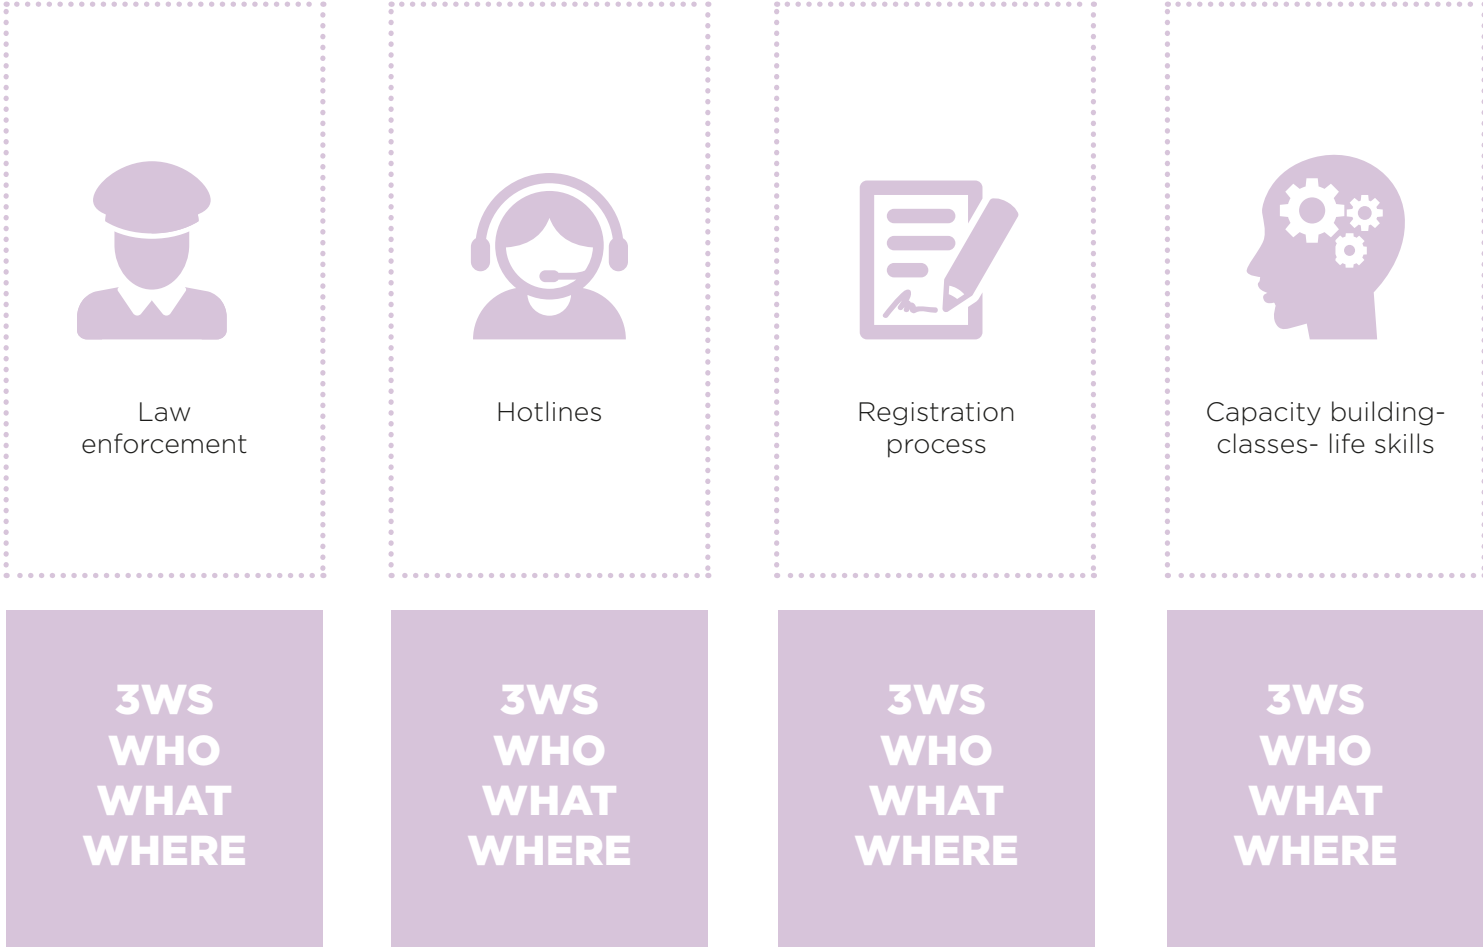 Law
enforcement
Hotlines
Registration
process
Capacity building-
classes- life skills
3WS
WHO
WHAT
WHERE
3WS
WHO
WHAT
WHERE
3WS
WHO
WHAT
WHERE
3WS
WHO
WHAT
WHERE